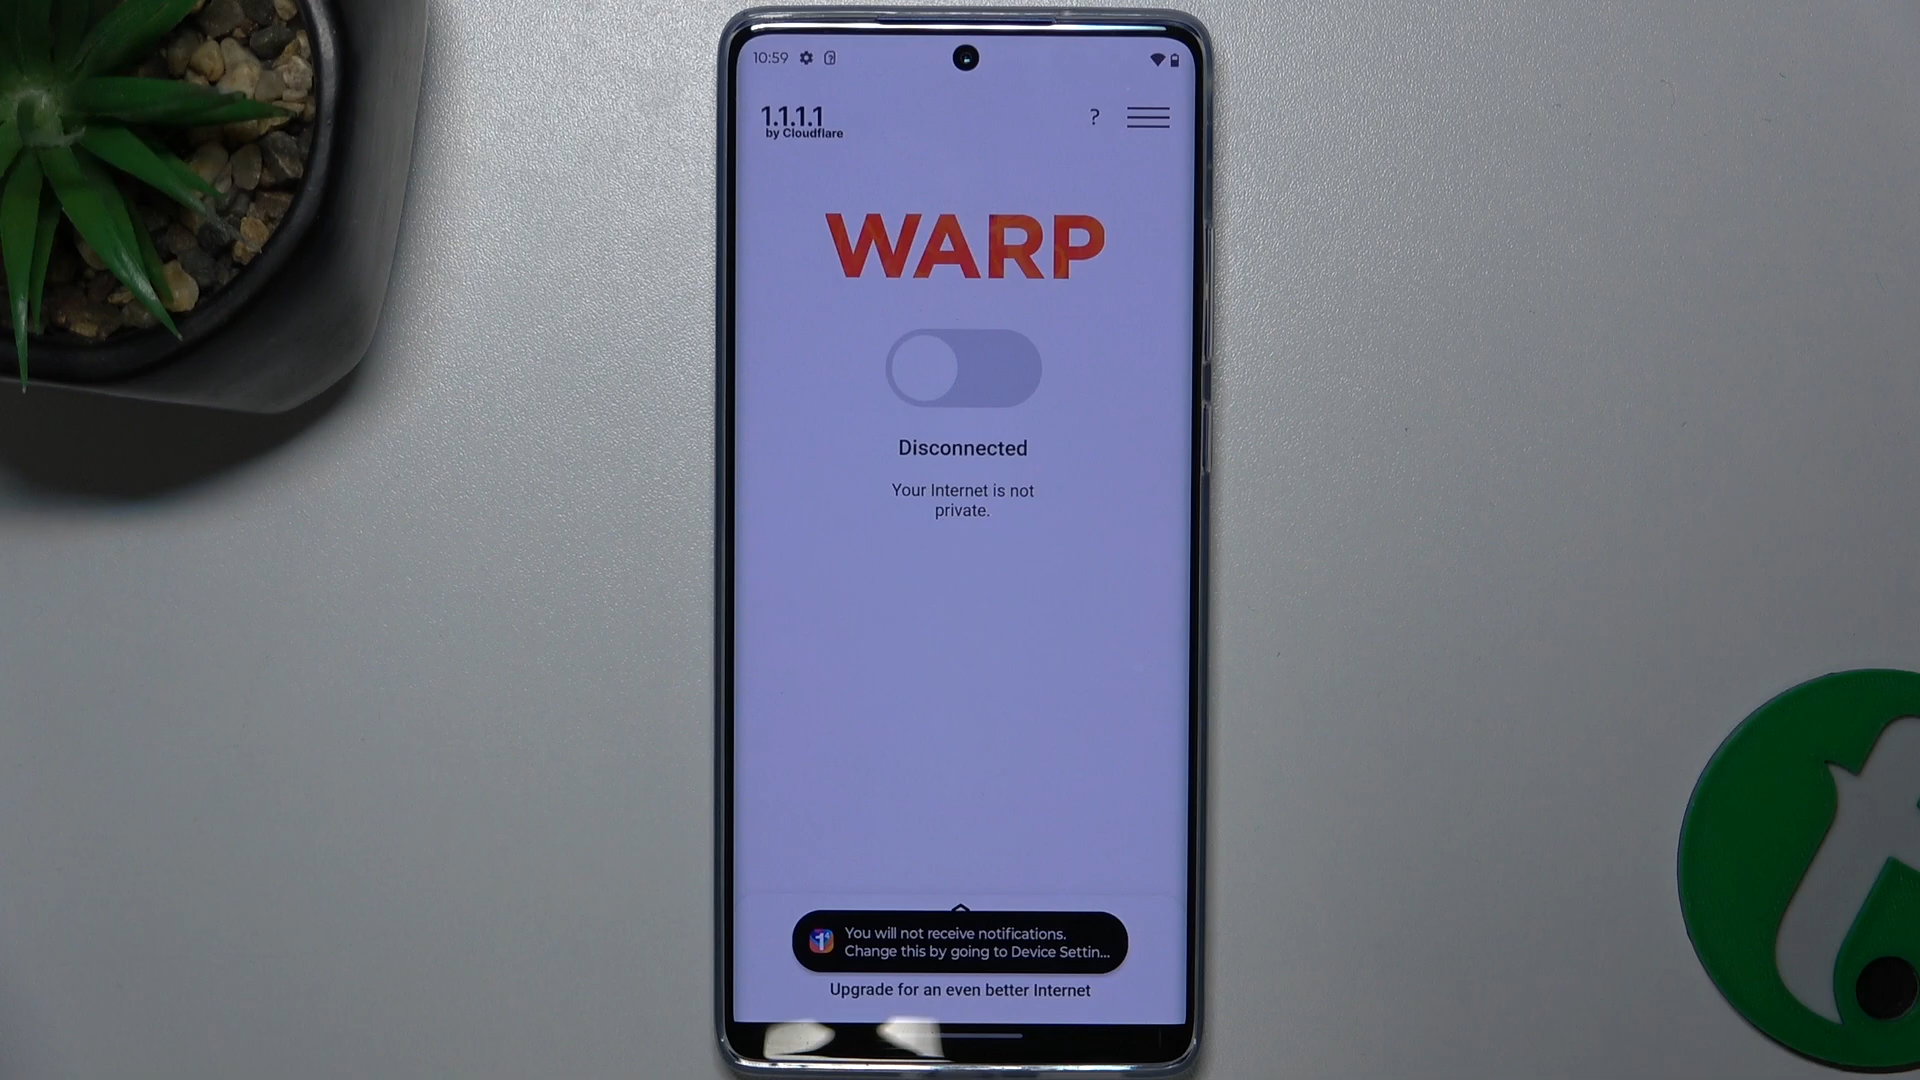 10:59
1.1.1.1
by Cloudflare
?
WARP
Disconnected
Your Internet is not
private.
You will not receive notifications.
Change this by going to Device Settin...
Upgrade for an even better Internet